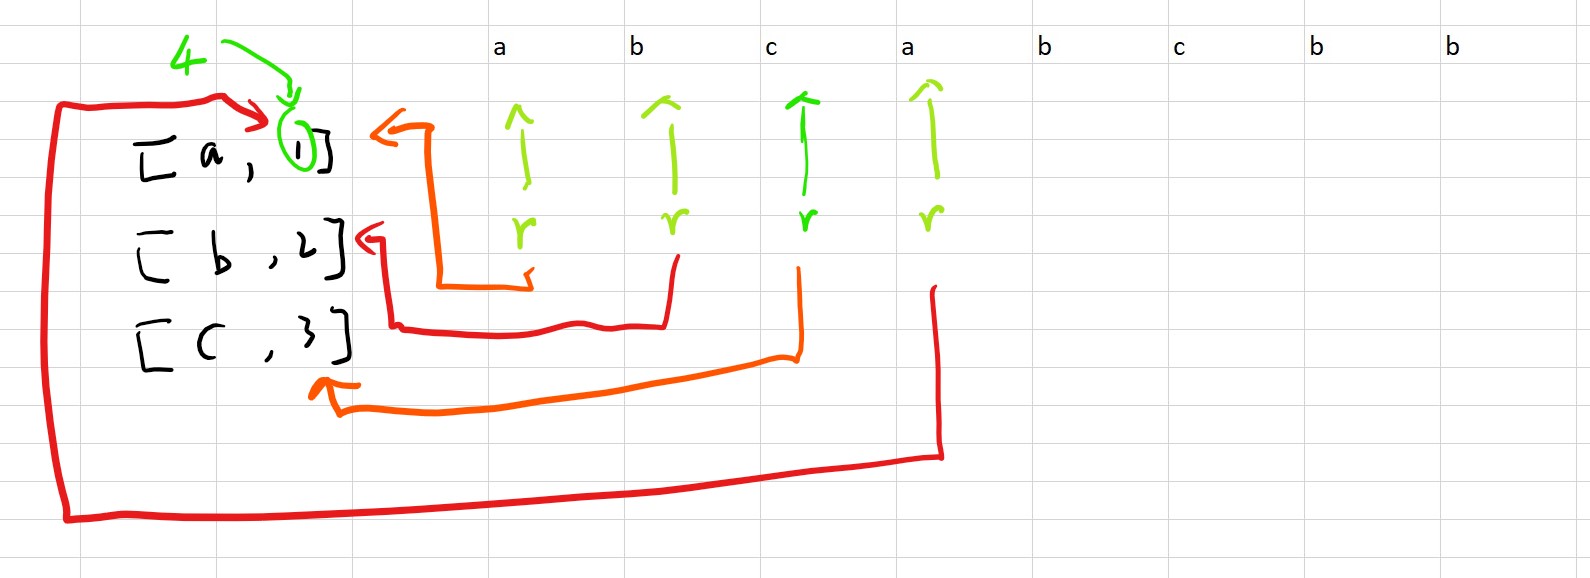 a b c a b c b b
4
[ a , 1 ]
r r r r
[ b , 2 ]
[ c , 3 ]